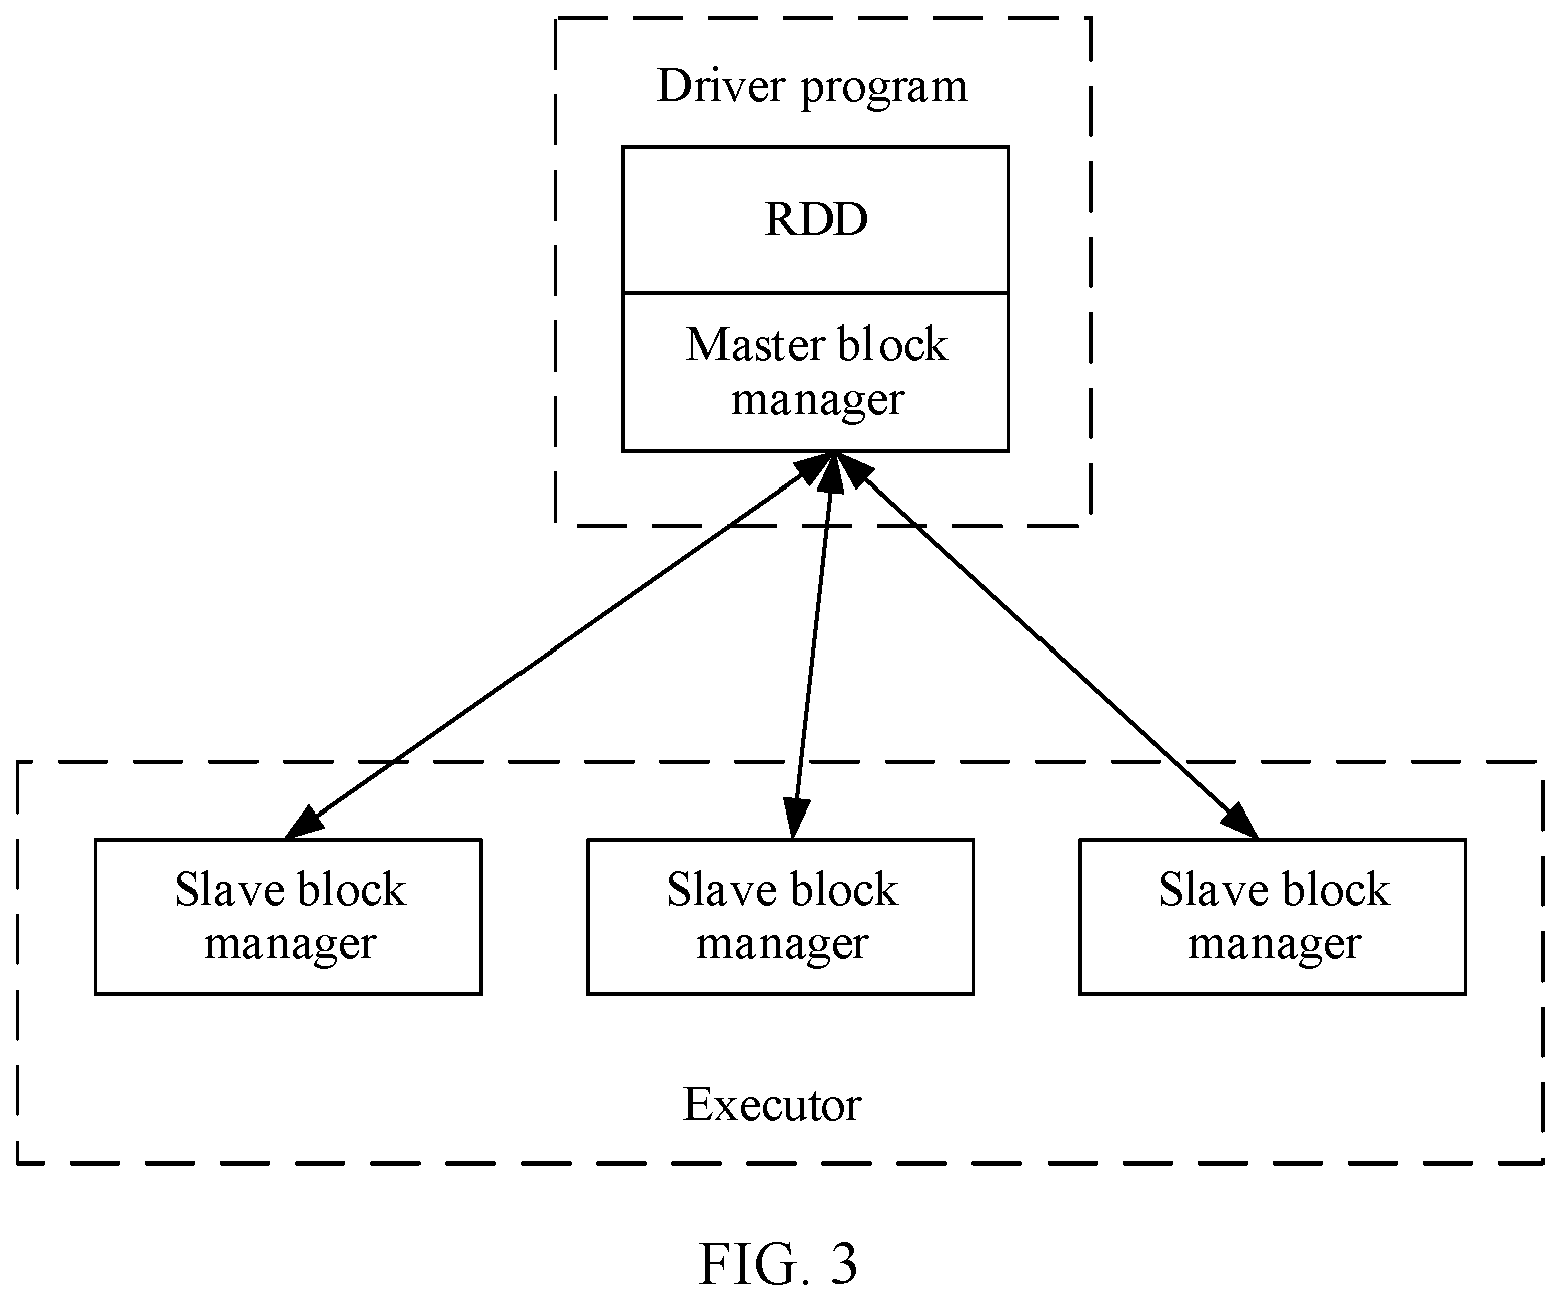 Driver program
RDD
Master block
manager
Slave block
manager
Slave block
manager
Slave block
manager
Executor
FIG. 3